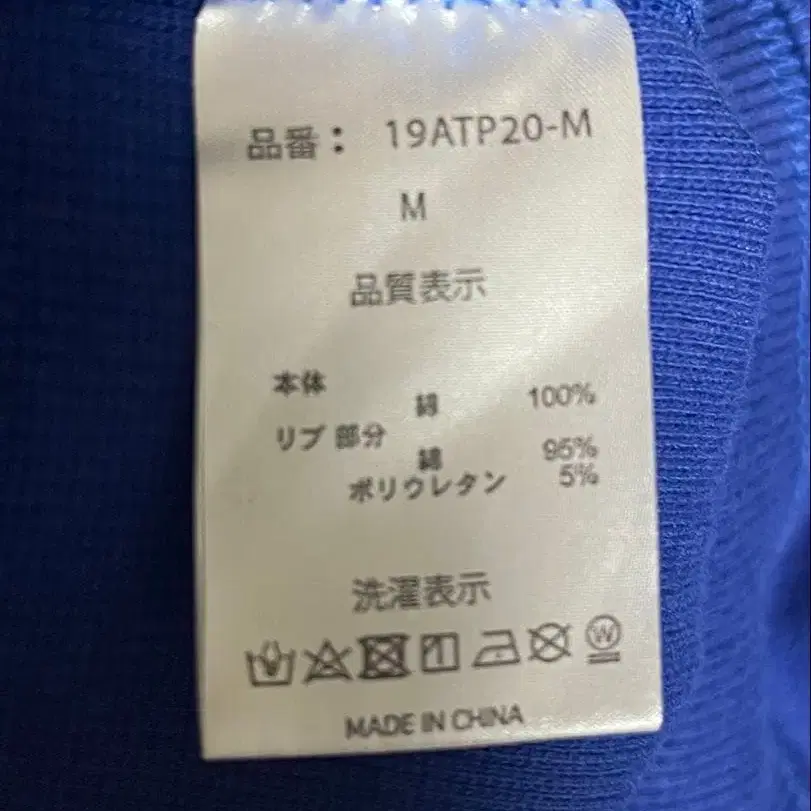 品番： 19ATP20-M
M
品質表示
本体
綿 100%
リブ 部分
綿 95%
ポリウレタン 5%
洗濯表示
W
MADE IN CHINA